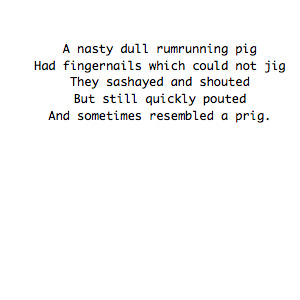 A nasty dull rumrunning pig
Had fingernails which could not jig
They sashayed and shouted
But still quickly pouted
And sometimes resembled a prig.